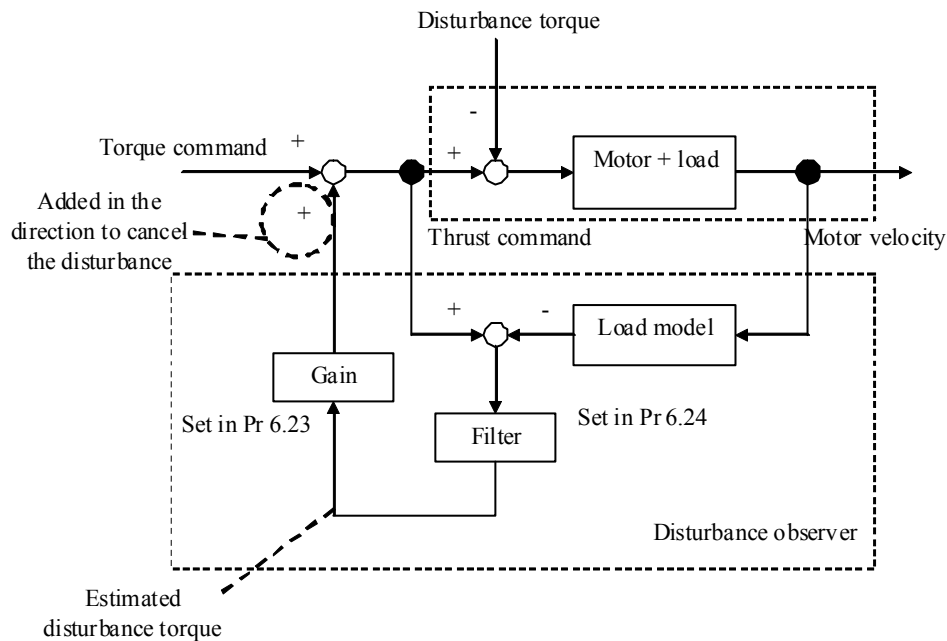 Disturbance torque
-
+
Torque command
+
Motor + load
Added in the
direction to cancel
the disturbance
+
Thrust command
Motor velocity
+
-
Load model
Gain
Set in Pr 6.23
Set in Pr 6.24
Filter
Disturbance observer
Estimated
disturbance torque